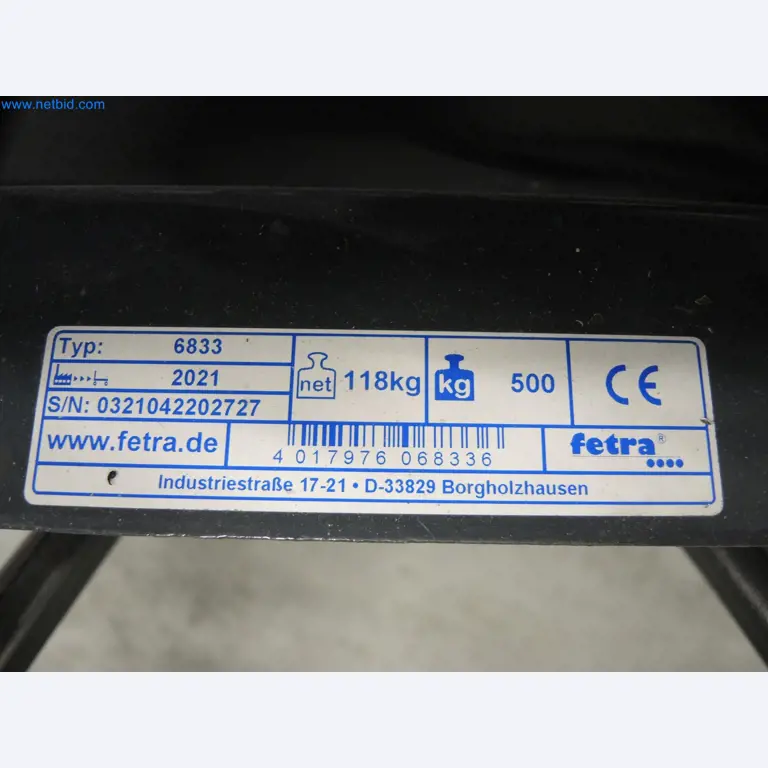 www.netbid.com
Typ: 6833
2021
S/N: 0321042202727
net 118kg
kg 500
CE
www.fetra.de
4 017976 068336
fetra®
Industriestraße 17-21 • D-33829 Borgholzhausen